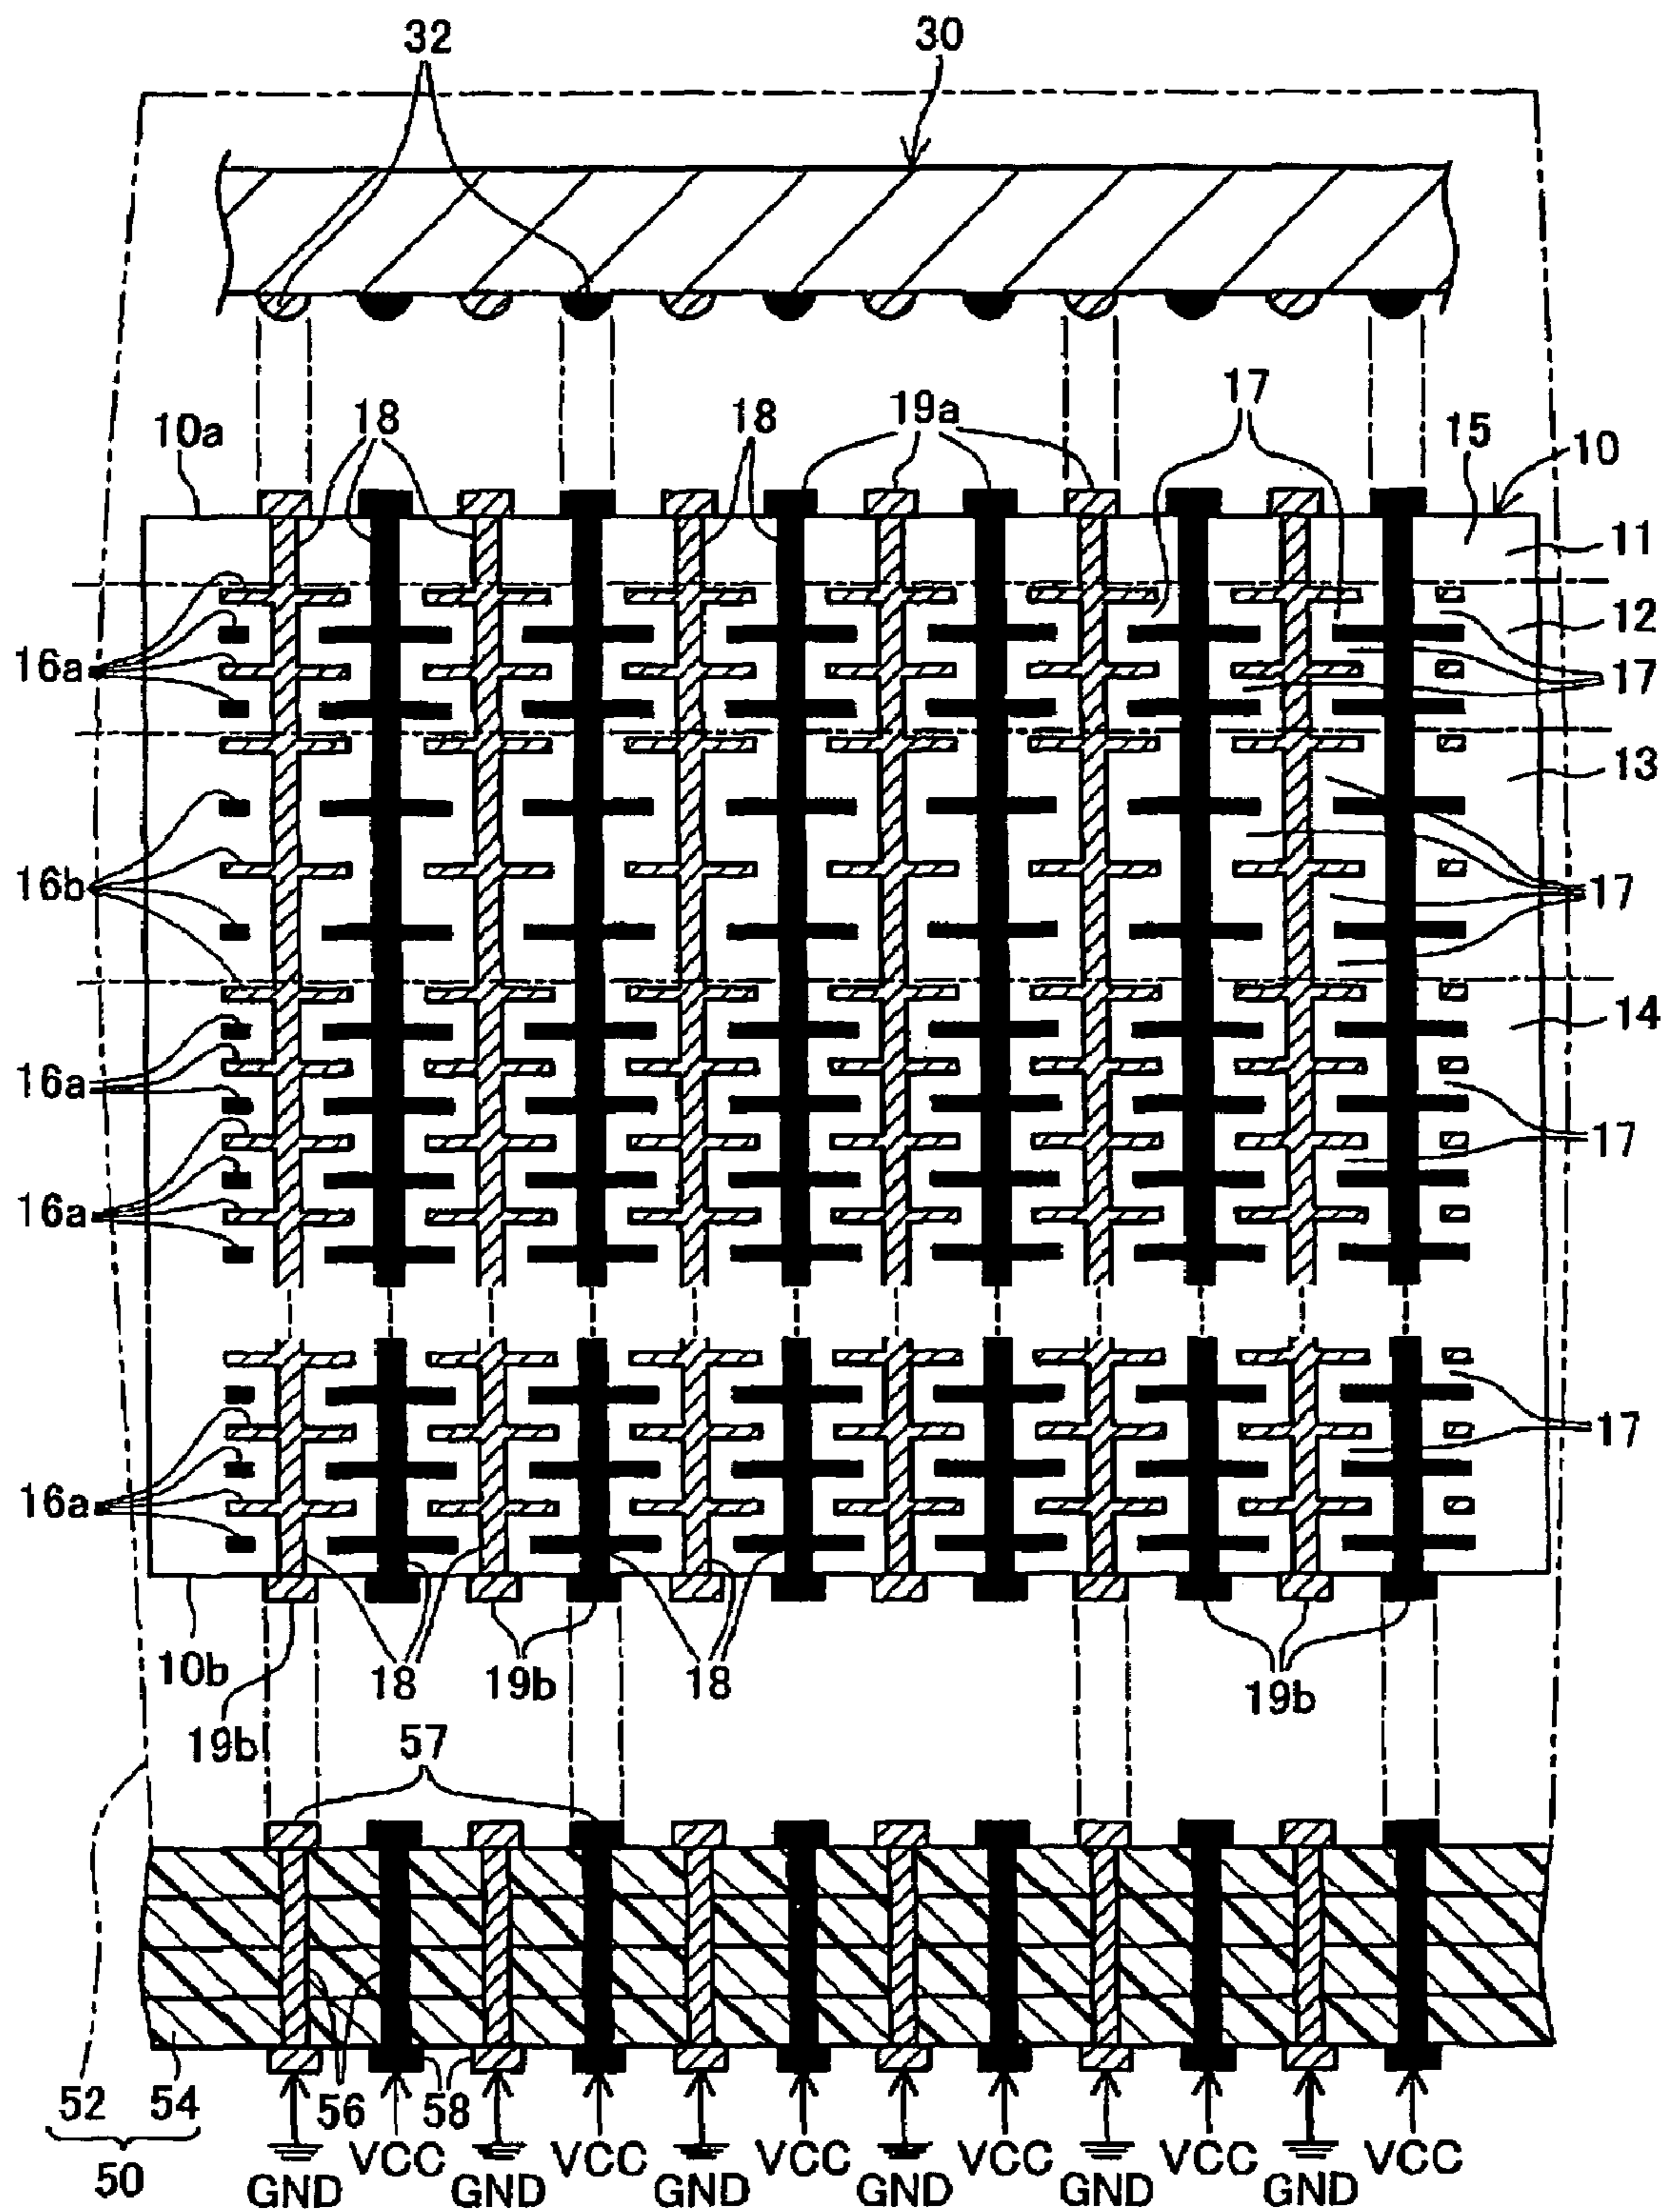 32 30
10a 18 18 19a 17 15 10
11
12
16a 17
13
16b 17
14
16a
17
16a
17
16a
10b 18 19b 18 19b
19b 57
52 54 56 58
50
GND VCC GND VCC GND VCC GND VCC GND VCC GND VCC